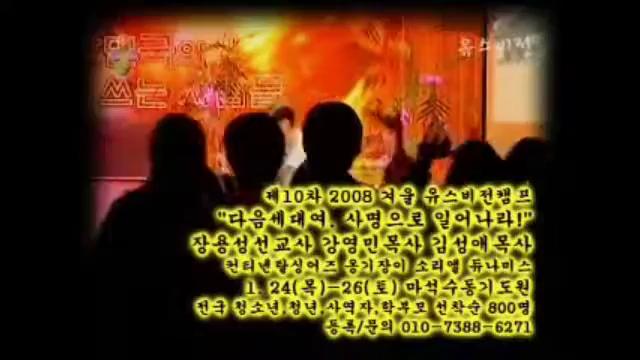 유스비전
쓰는 사람들
제10차 2008 겨울 유스비전캠프
"다음세대여, 사명으로 일어나라!"
장용성선교사 강영민목사 김성애목사
컨티넨탈싱어즈 옹기장이 소리엘 듀나미스
1. 24(목)-26(토) 마석수동기도원
전국 청소년,청년,사역자,학부모 선착순 800명
등록/문의 010-7388-6271